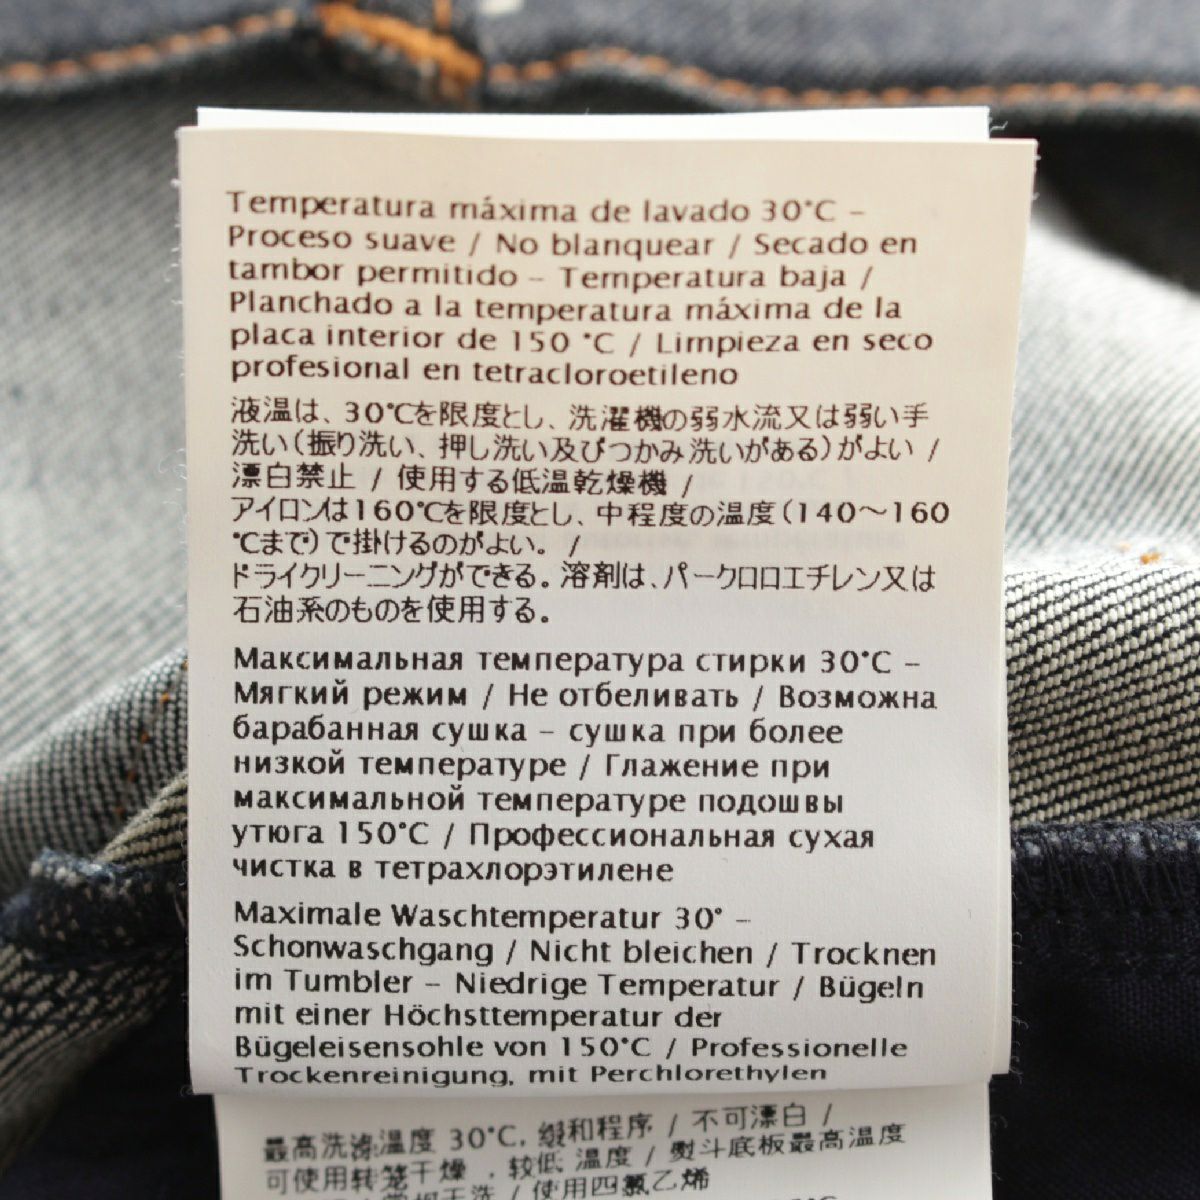 Temperatura máxima de lavado 30°C –
Proceso suave / No blanquear / Secado en
tambor permitido – Temperatura baja /
Planchado a la temperatura máxima de la
placa interior de 150 °C / Limpieza en seco
profesional en tetracloroetileno
液温は、30℃を限度とし、洗濯機の弱水流又は弱い手
洗い（振り洗い、押し洗い及びつかみ洗いがある）がよい /
漂白禁止 / 使用する低温乾燥機 /
アイロンは160℃を限度とし、中程度の温度（140～160
℃まで）で掛けるのがよい。 /
ドライクリーニングができる。溶剤は、パークロロエチレン又は
石油系のものを使用する。
Максимальная температура стирки 30°C –
Мягкий режим / Не отбеливать / Возможна
барабанная сушка – сушка при более
низкой температуре / Глажение при
максимальной температуре подошвы
утюга 150°C / Профессиональная сухая
чистка в тетрахлорэтилене
Maximale Waschtemperatur 30° –
Schonwaschgang / Nicht bleichen / Trocknen
im Tumbler – Niedrige Temperatur / Bügeln
mit einer Höchsttemperatur der
Bügeleisensohle von 150°C / Professionelle
Trockenreinigung, mit Perchlorethylen
最高洗涤温度 30°C, 缓和程序 / 不可漂白 /
可使用转笼干燥 , 较低 温度 / 熨斗底板最高温度
干洗 / 使用四氯乙烯